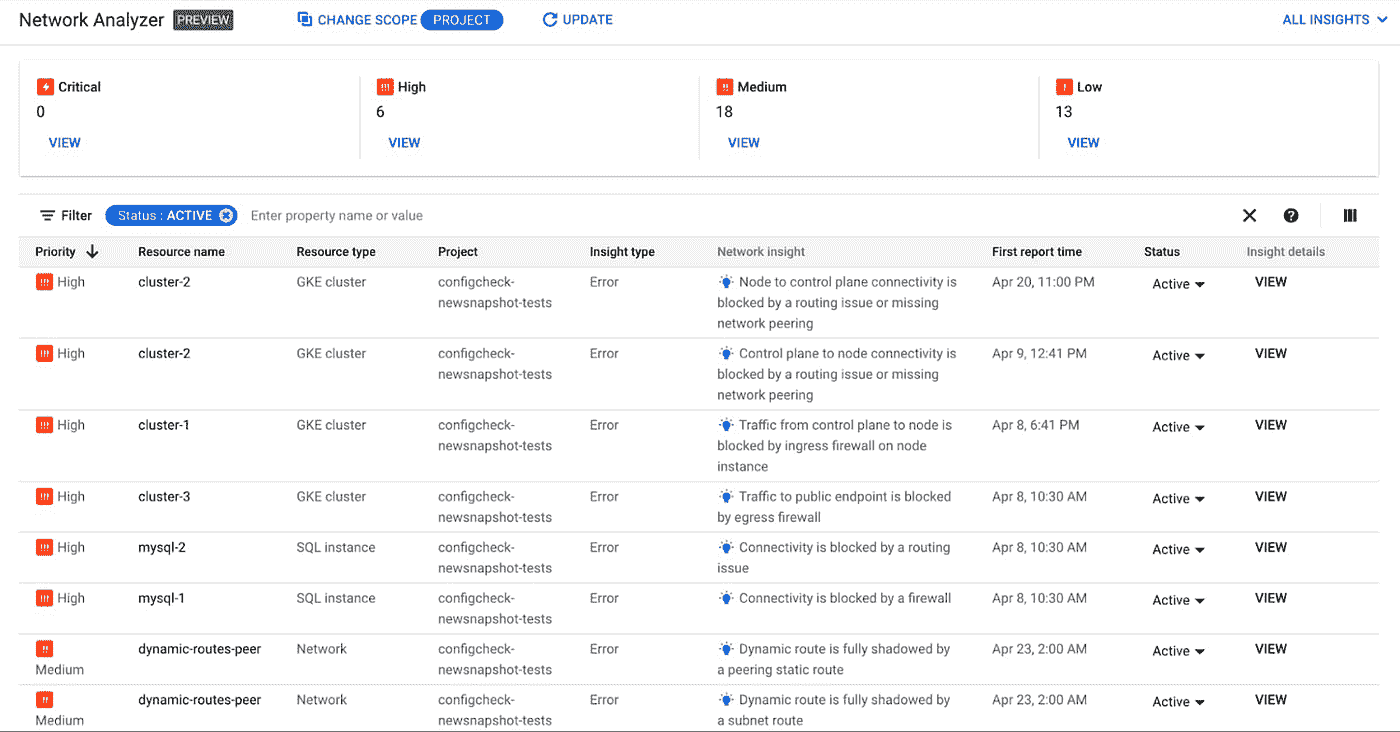 Network Analyzer PREVIEW CHANGE SCOPE PROJECT UPDATE ALL INSIGHTS
Critical High Medium Low
0 6 18 13
VIEW VIEW VIEW VIEW
Filter Status : ACTIVE Enter property name or value
Priority Resource name Resource type Project Insight type Network insight First report time Status Insight details
High cluster-2 GKE cluster configcheck- Error Node to control plane connectivity is Apr 20, 11:00 PM Active VIEW
newsnapshot-tests blocked by a routing issue or missing
network peering
High cluster-2 GKE cluster configcheck- Error Control plane to node connectivity is Apr 9, 12:41 PM Active VIEW
newsnapshot-tests blocked by a routing issue or missing
network peering
High cluster-1 GKE cluster configcheck- Error Traffic from control plane to node is Apr 8, 6:41 PM Active VIEW
newsnapshot-tests blocked by ingress firewall on node
instance
High cluster-3 GKE cluster configcheck- Error Traffic to public endpoint is blocked Apr 8, 10:30 AM Active VIEW
newsnapshot-tests by egress firewall
High mysql-2 SQL instance configcheck- Error Connectivity is blocked by a routing Apr 8, 10:30 AM Active VIEW
newsnapshot-tests issue
High mysql-1 SQL instance configcheck- Error Connectivity is blocked by a firewall Apr 8, 10:30 AM Active VIEW
newsnapshot-tests
dynamic-routes-peer Network configcheck- Error Dynamic route is fully shadowed by Apr 23, 2:00 AM Active VIEW
Medium newsnapshot-tests a peering static route
dynamic-routes-peer Network configcheck- Error Dynamic route is fully shadowed by Apr 23, 2:00 AM Active VIEW
Medium newsnapshot-tests a subnet route